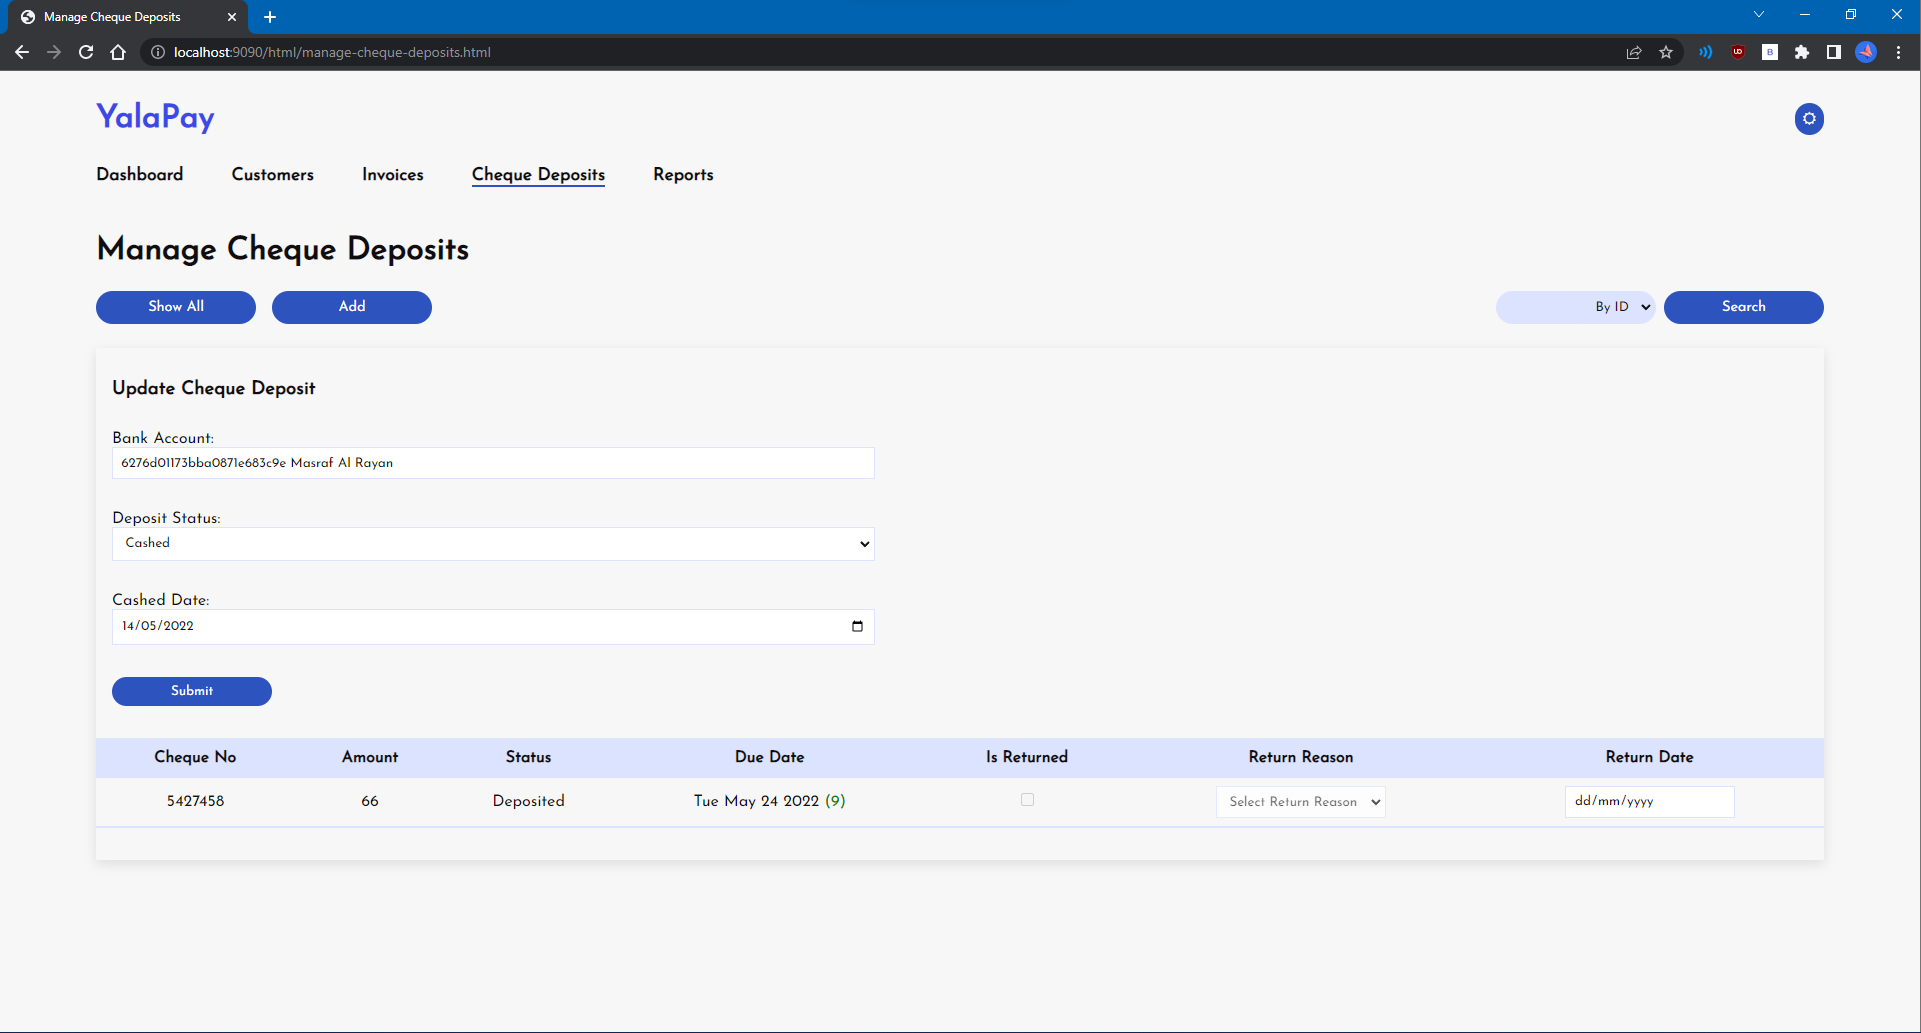 Manage Cheque Deposits
localhost:9090/html/manage-cheque-deposits.html
YalaPay
Dashboard Customers Invoices Cheque Deposits Reports
Manage Cheque Deposits
Show All Add By ID Search
Update Cheque Deposit
Bank Account:
6276d01173bba0871e683c9e Masraf Al Rayan
Deposit Status:
Cashed
Cashed Date:
14/05/2022
Submit
Cheque No Amount Status Due Date Is Returned Return Reason Return Date
5427458 66 Deposited Tue May 24 2022 (9) Select Return Reason dd/mm/yyyy